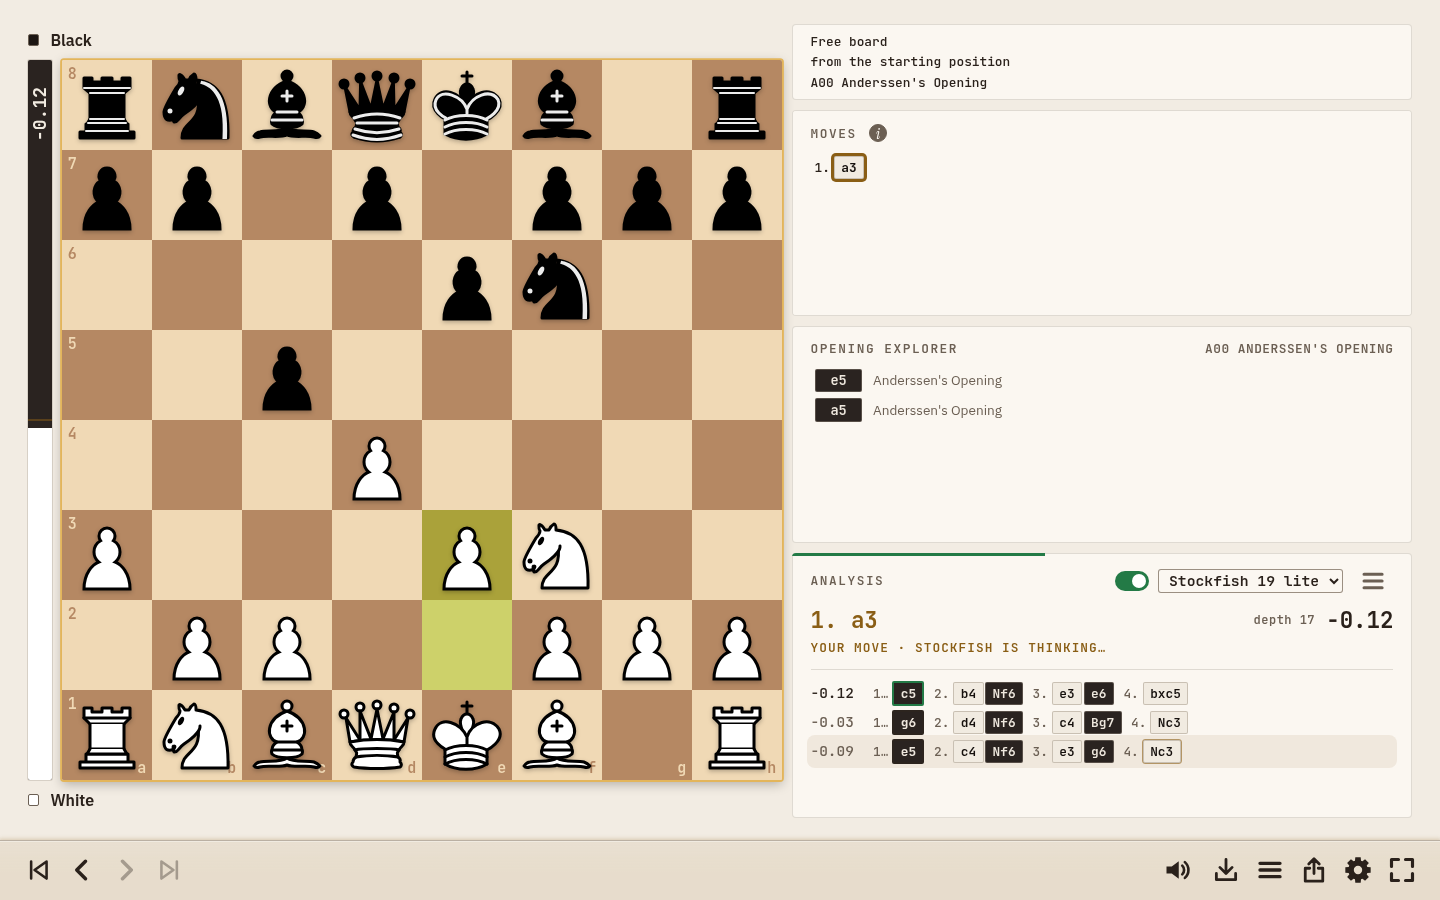 Black
-0.12
8
7
6
5
4
3
2
1
a b c d e f g h
White
Free board
from the starting position
A00 Anderssen's Opening
MOVES i
1. a3
OPENING EXPLORER A00 ANDERSSEN'S OPENING
e5 Anderssen's Opening
a5 Anderssen's Opening
ANALYSIS Stockfish 19 lite
1. a3 depth 17 -0.12
YOUR MOVE · STOCKFISH IS THINKING…
-0.12 1… c5 2. b4 Nf6 3. e3 e6 4. bxc5
-0.03 1… g6 2. d4 Nf6 3. c4 Bg7 4. Nc3
-0.09 1… e5 2. c4 Nf6 3. e3 g6 4. Nc3